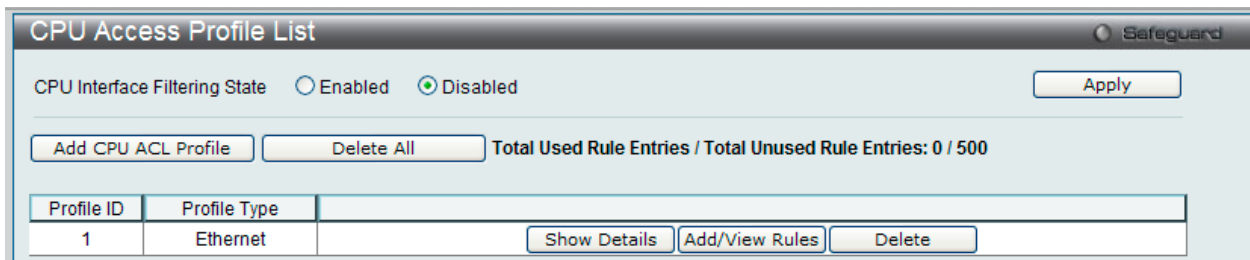 CPU Access Profile List
Safeguard
CPU Interface Filtering State Enabled Disabled Apply
Add CPU ACL Profile Delete All Total Used Rule Entries / Total Unused Rule Entries: 0 / 500
Profile ID Profile Type
1 Ethernet Show Details Add/View Rules Delete